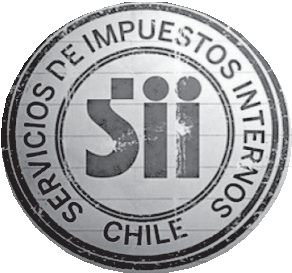 SERVICIOS DE IMPUESTOS INTERNOS
Sii
CHILE